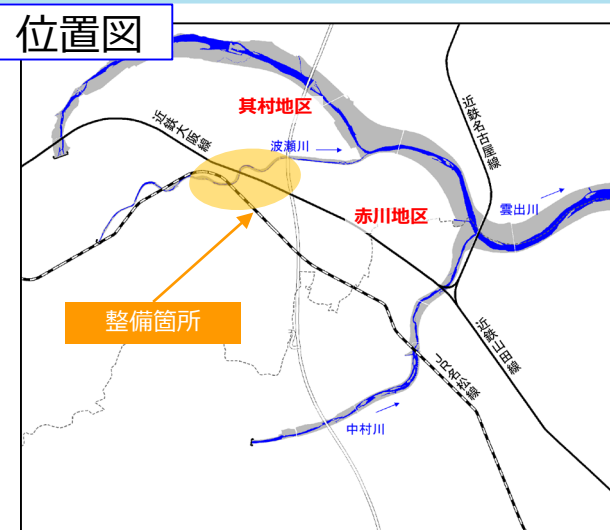 位置図
其村地区
近鉄大阪線
波瀬川
近鉄名古屋線
雲出川
赤川地区
整備箇所
近鉄山田線
JR名松線
中村川